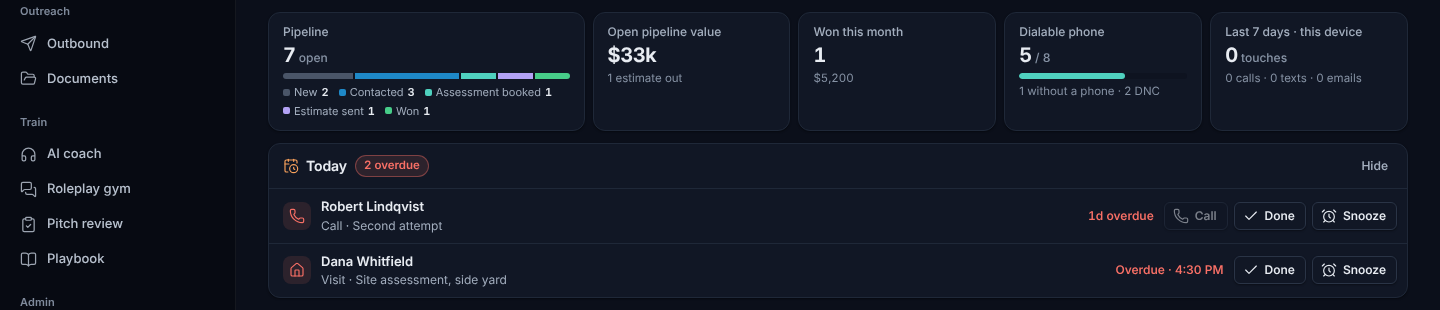 Outreach
Outbound
Documents
Train
AI coach
Roleplay gym
Pitch review
Playbook
Admin
Pipeline
7 open
New 2 Contacted 3 Assessment booked 1
Estimate sent 1 Won 1
Open pipeline value
$33k
1 estimate out
Won this month
1
$5,200
Dialable phone
5 / 8
1 without a phone · 2 DNC
Last 7 days · this device
0 touches
0 calls · 0 texts · 0 emails
Today 2 overdue Hide
Robert Lindqvist
Call · Second attempt
1d overdue Call Done Snooze
Dana Whitfield
Visit · Site assessment, side yard
Overdue · 4:30 PM Done Snooze